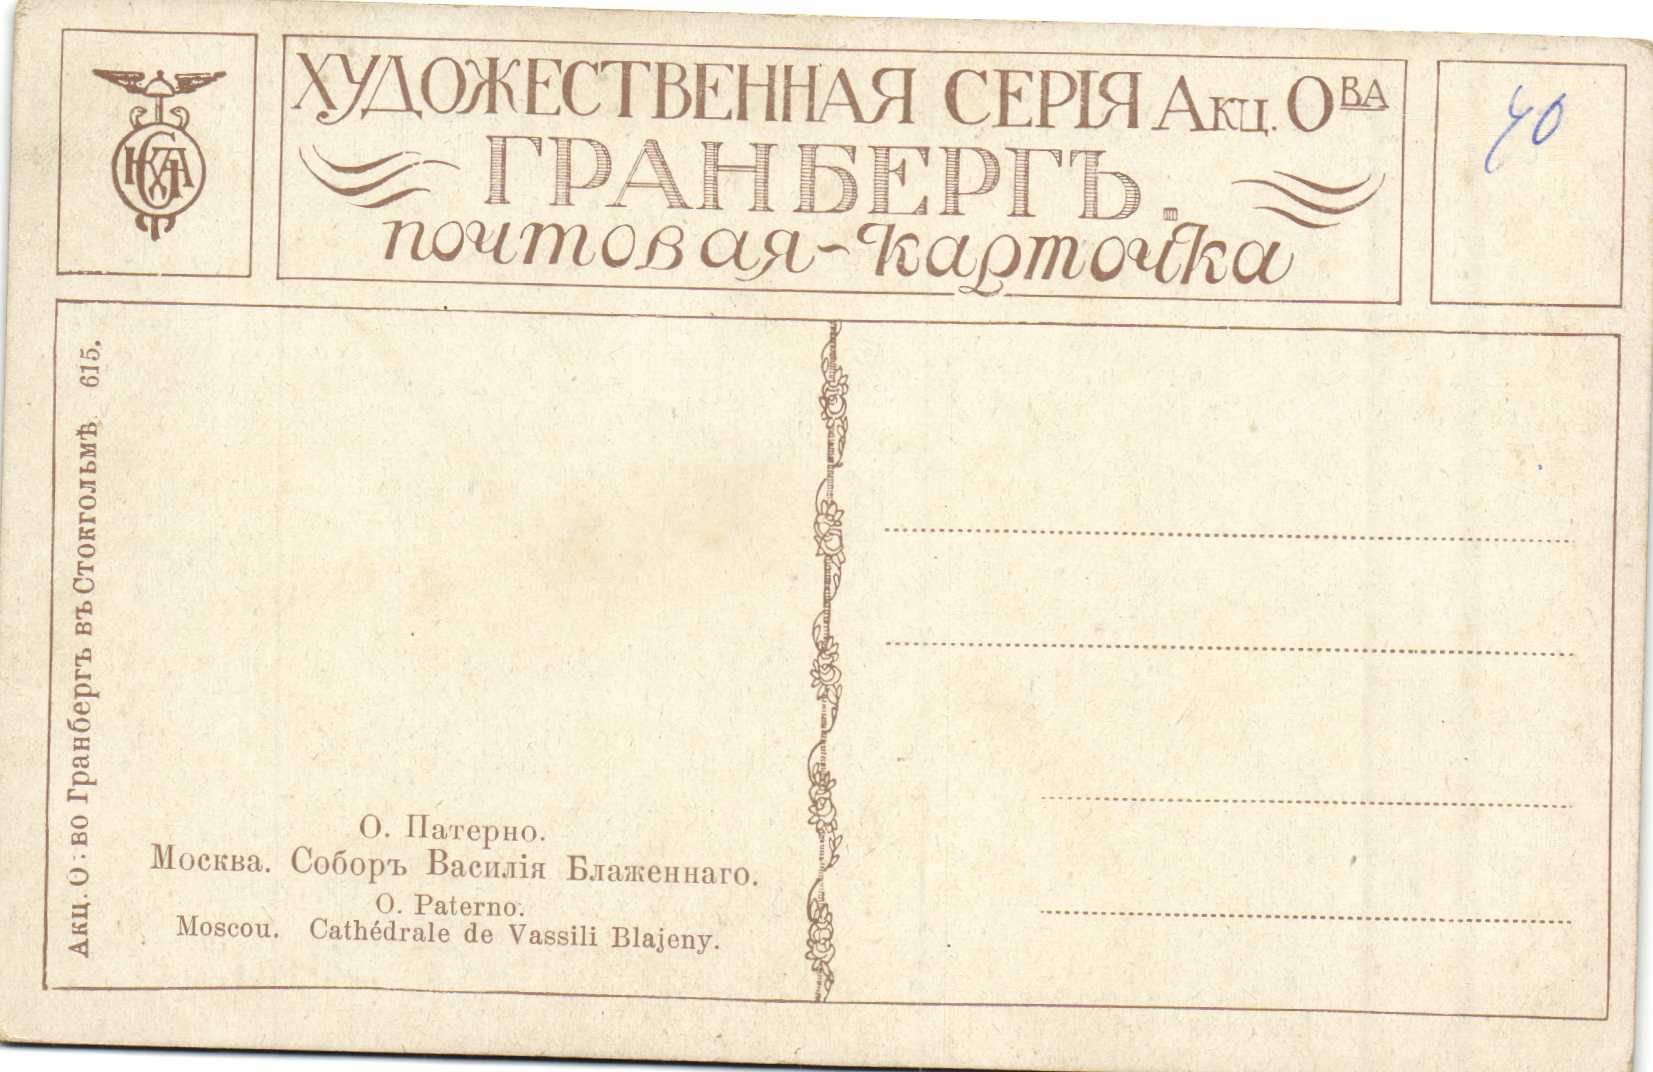 ХУДОЖЕСТВЕННАЯ СЕРІЯ Акц. Ова
ГРАНБЕРГЪ.
почтовая-карточка
40
Акц. О:во Гранбергъ въ Стокгольмѣ 615.
О. Патерно.
Москва. Соборъ Василія Блаженнаго.
O. Paterno.
Moscou. Cathédrale de Vassili Blajeny.